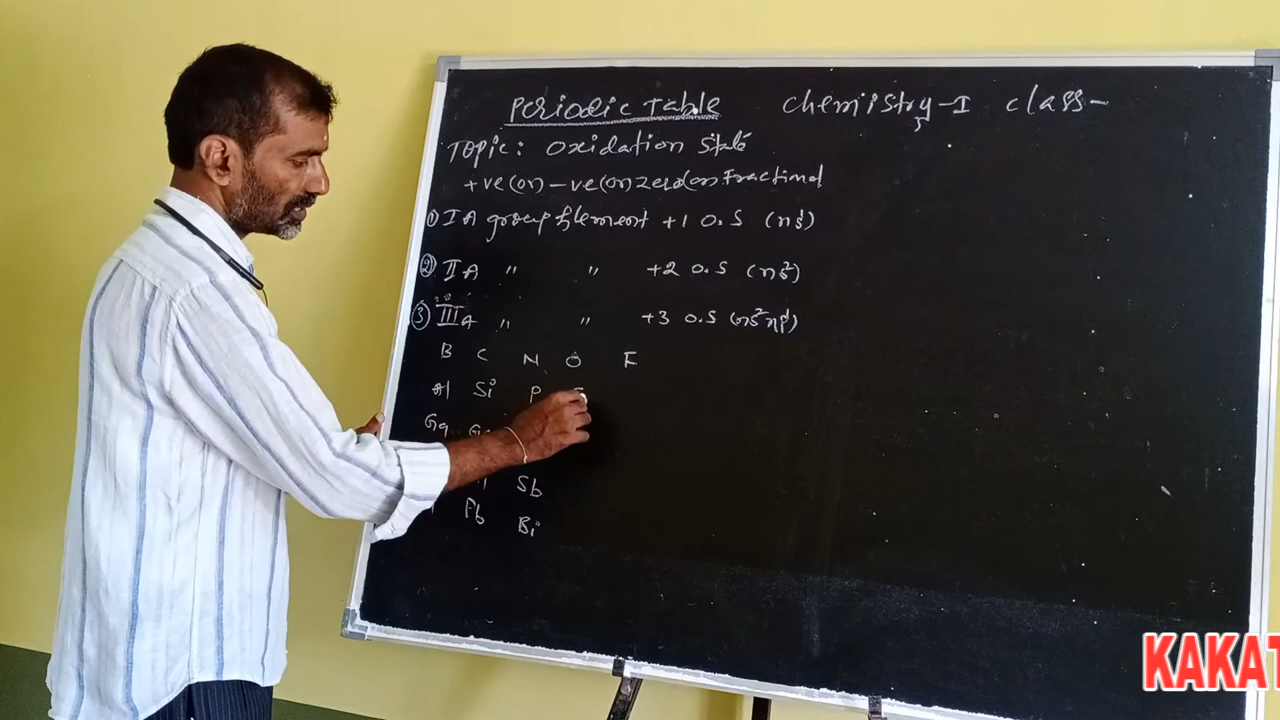 Periodic Table Chemistry-I class-
Topic: Oxidation State
+ve (or) -ve (or) zero (or) Fractional
① IA group Element +1 O.S (ns¹)
② IIA " " +2 O.S (ns²)
③ IIIA " " +3 O.S (ns²np¹)
B C N O F
Al Si P
Ga
Sb
Pb Bi
KAKAT